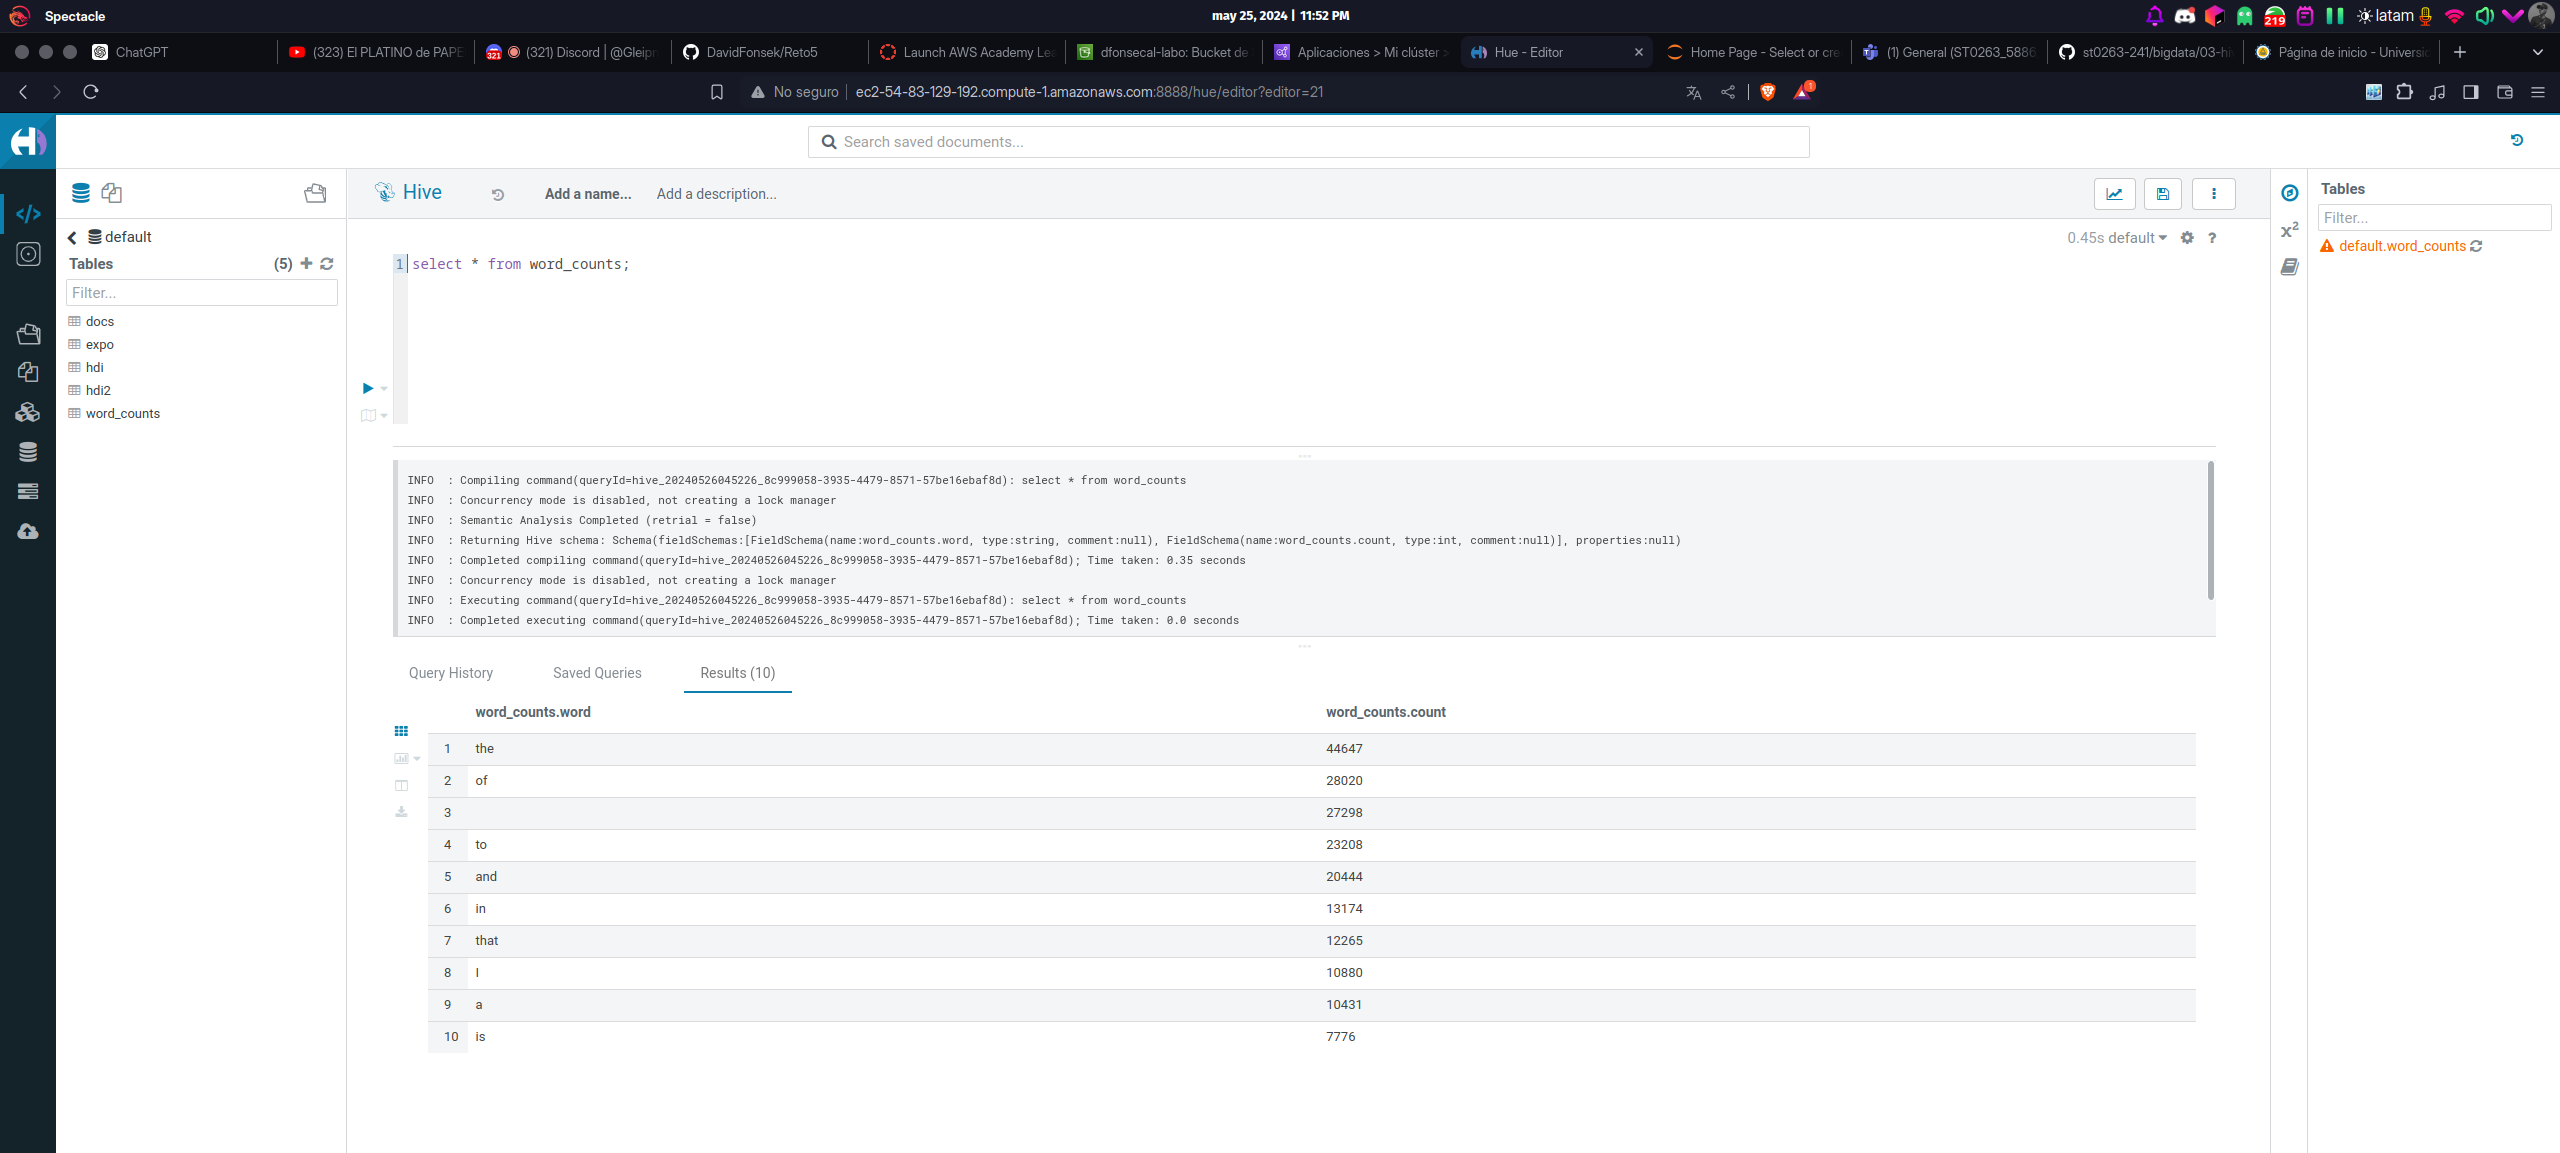 Spectacle
may 25, 2024 | 11:52 PM
219
latam
ChatGPT
(323) El PLATINO de PAPE
321
(321) Discord | @Gleipr
DavidFonsek/Reto5
Launch AWS Academy Lea
dfonsecal-labo: Bucket de
Aplicaciones > Mi clúster >
Hue - Editor
Home Page - Select or cre
(1) General (ST0263_5886
st0263-241/bigdata/03-hi
Página de inicio - Universi
No seguro
ec2-54-83-129-192.compute-1.amazonaws.com:8888/hue/editor?editor=21
1
Search saved documents...
Hive
Add a name...
Add a description...
Tables
Filter...
default.word_counts
default
Tables
(5)
Filter...
docs
expo
hdi
hdi2
word_counts
0.45s default
?
x²
1 select * from word_counts;
INFO : Compiling command(queryId=hive_20240526045226_8c999058-3935-4479-8571-57be16ebaf8d): select * from word_counts
INFO : Concurrency mode is disabled, not creating a lock manager
INFO : Semantic Analysis Completed (retrial = false)
INFO : Returning Hive schema: Schema(fieldSchemas:[FieldSchema(name:word_counts.word, type:string, comment:null), FieldSchema(name:word_counts.count, type:int, comment:null)], properties:null)
INFO : Completed compiling command(queryId=hive_20240526045226_8c999058-3935-4479-8571-57be16ebaf8d); Time taken: 0.35 seconds
INFO : Concurrency mode is disabled, not creating a lock manager
INFO : Executing command(queryId=hive_20240526045226_8c999058-3935-4479-8571-57be16ebaf8d): select * from word_counts
INFO : Completed executing command(queryId=hive_20240526045226_8c999058-3935-4479-8571-57be16ebaf8d); Time taken: 0.0 seconds
Query History
Saved Queries
Results (10)
word_counts.word word_counts.count
1 the 44647
2 of 28020
3 27298
4 to 23208
5 and 20444
6 in 13174
7 that 12265
8 I 10880
9 a 10431
10 is 7776